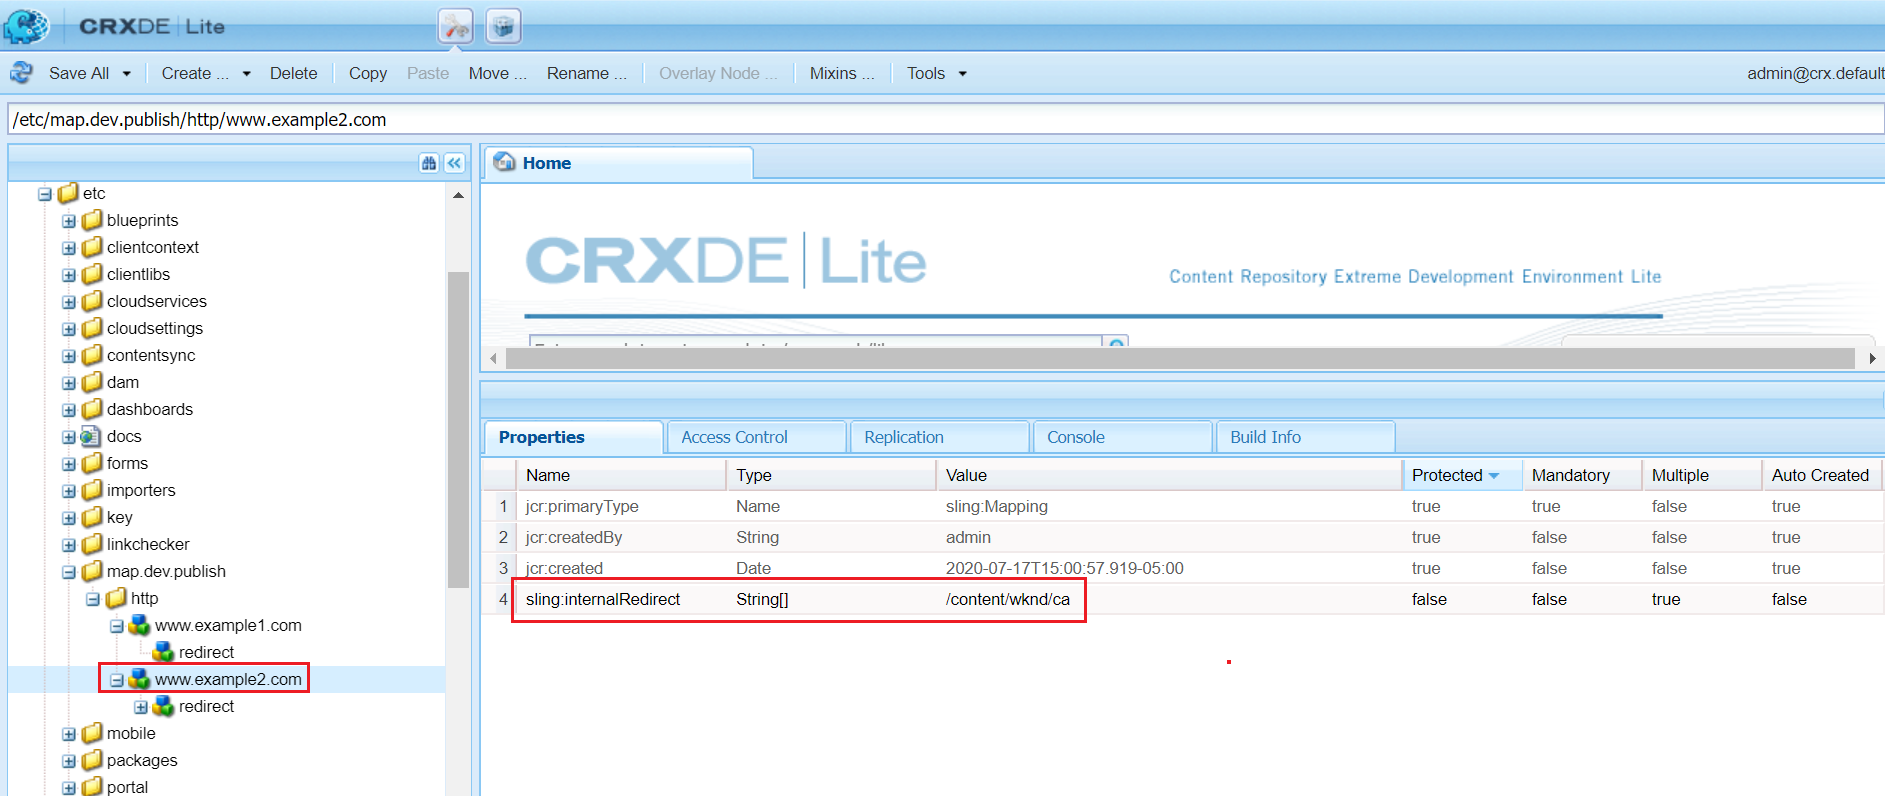 CRXDE | Lite
Save All Create ... Delete Copy Paste Move ... Rename ... Overlay Node ... Mixins ... Tools admin@crx.default
/etc/map.dev.publish/http/www.example2.com
Home
etc
blueprints
clientcontext
clientlibs
cloudservices
cloudsettings
contentsync
dam
dashboards
docs
forms
importers
key
linkchecker
map.dev.publish
http
www.example1.com
redirect
www.example2.com
redirect
mobile
packages
portal
CRXDE | Lite
Content Repository Extreme Development Environment Lite
Properties Access Control Replication Console Build Info
Name Type Value Protected Mandatory Multiple Auto Created
1 jcr:primaryType Name sling:Mapping true true false true
2 jcr:createdBy String admin true false false true
3 jcr:created Date 2020-07-17T15:00:57.919-05:00 true false false true
4 sling:internalRedirect String[] /content/wknd/ca false false true false